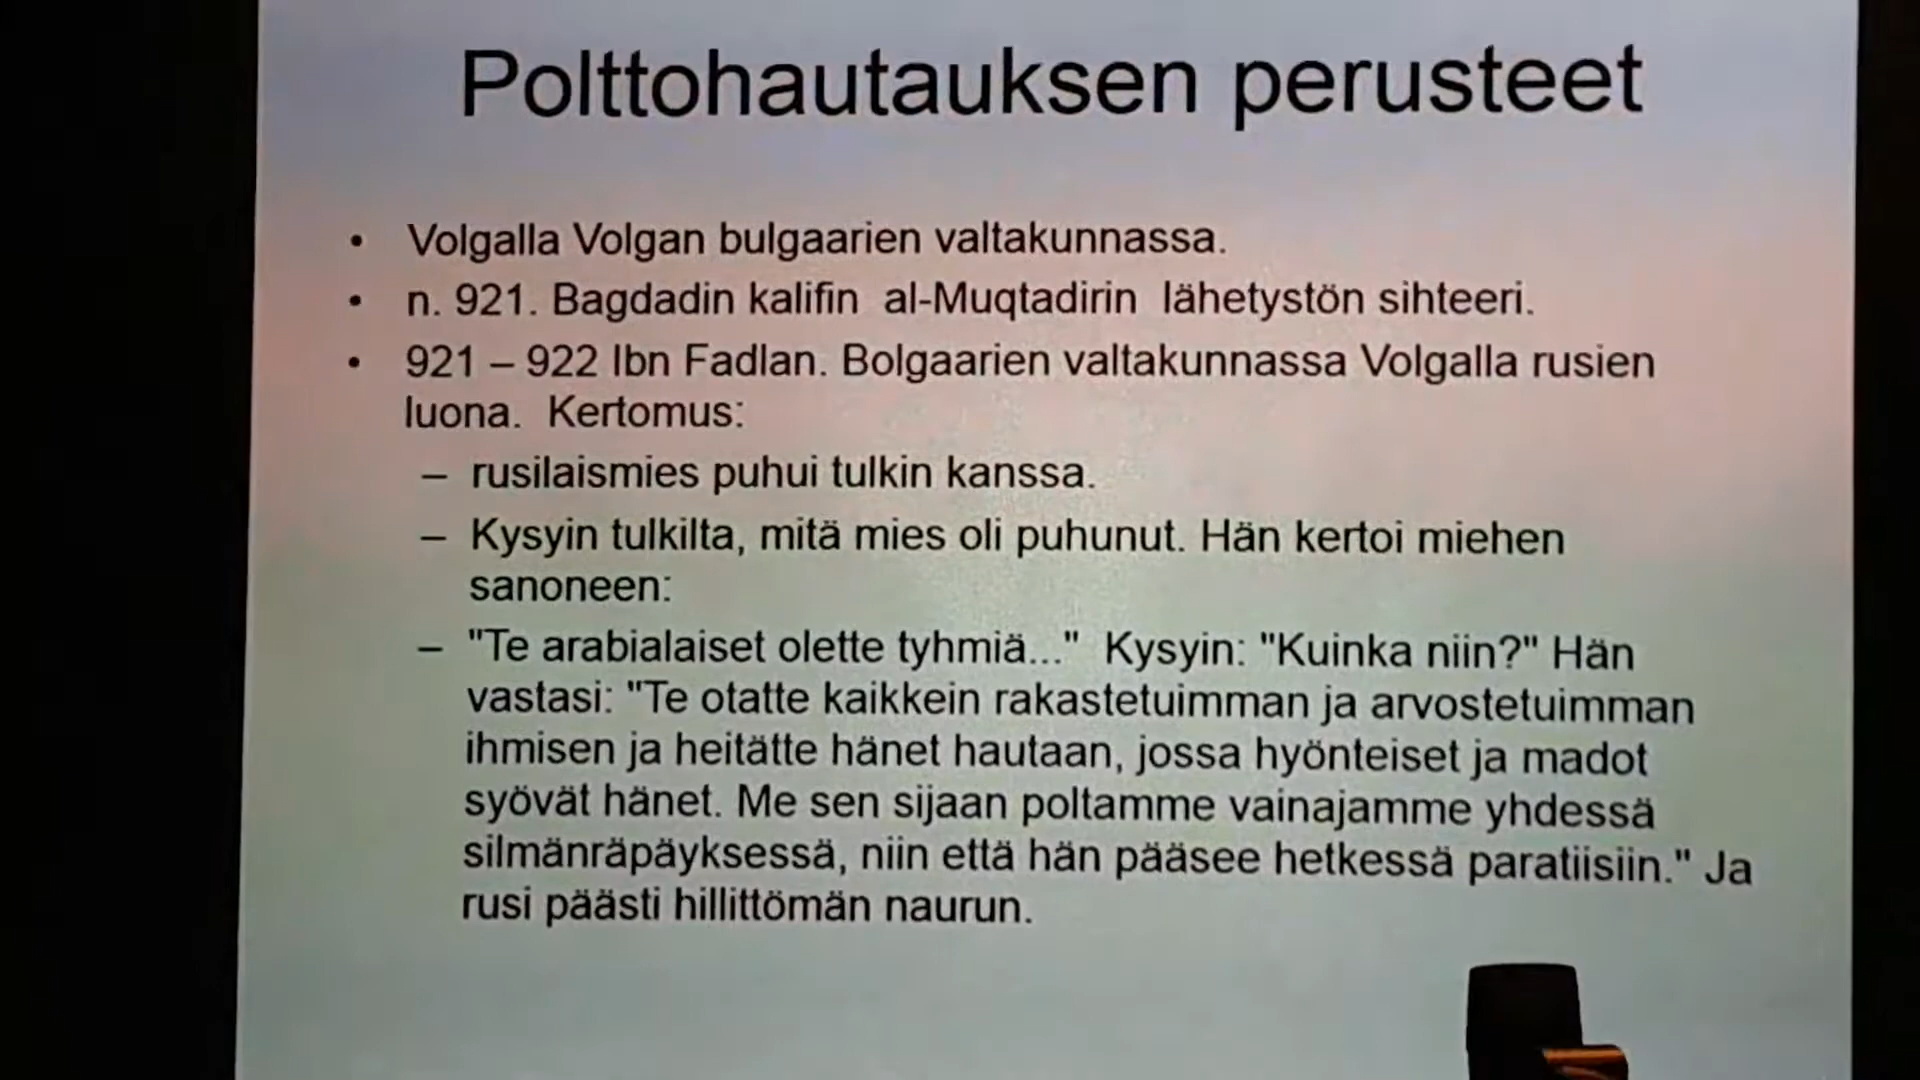 Polttohautauksen perusteet
• Volgalla Volgan bulgaarien valtakunnassa.
• n. 921. Bagdadin kalifin al-Muqtadirin lähetystön sihteeri.
• 921 – 922 Ibn Fadlan. Bolgaarien valtakunnassa Volgalla rusien
luona. Kertomus:
– rusilaismies puhui tulkin kanssa.
– Kysyin tulkilta, mitä mies oli puhunut. Hän kertoi miehen
sanoneen:
– "Te arabialaiset olette tyhmiä..." Kysyin: "Kuinka niin?" Hän
vastasi: "Te otatte kaikkein rakastetuimman ja arvostetuimman
ihmisen ja heitätte hänet hautaan, jossa hyönteiset ja madot
syövät hänet. Me sen sijaan poltamme vainajamme yhdessä
silmänräpäyksessä, niin että hän pääsee hetkessä paratiisiin." Ja
rusi päästi hillittömän naurun.